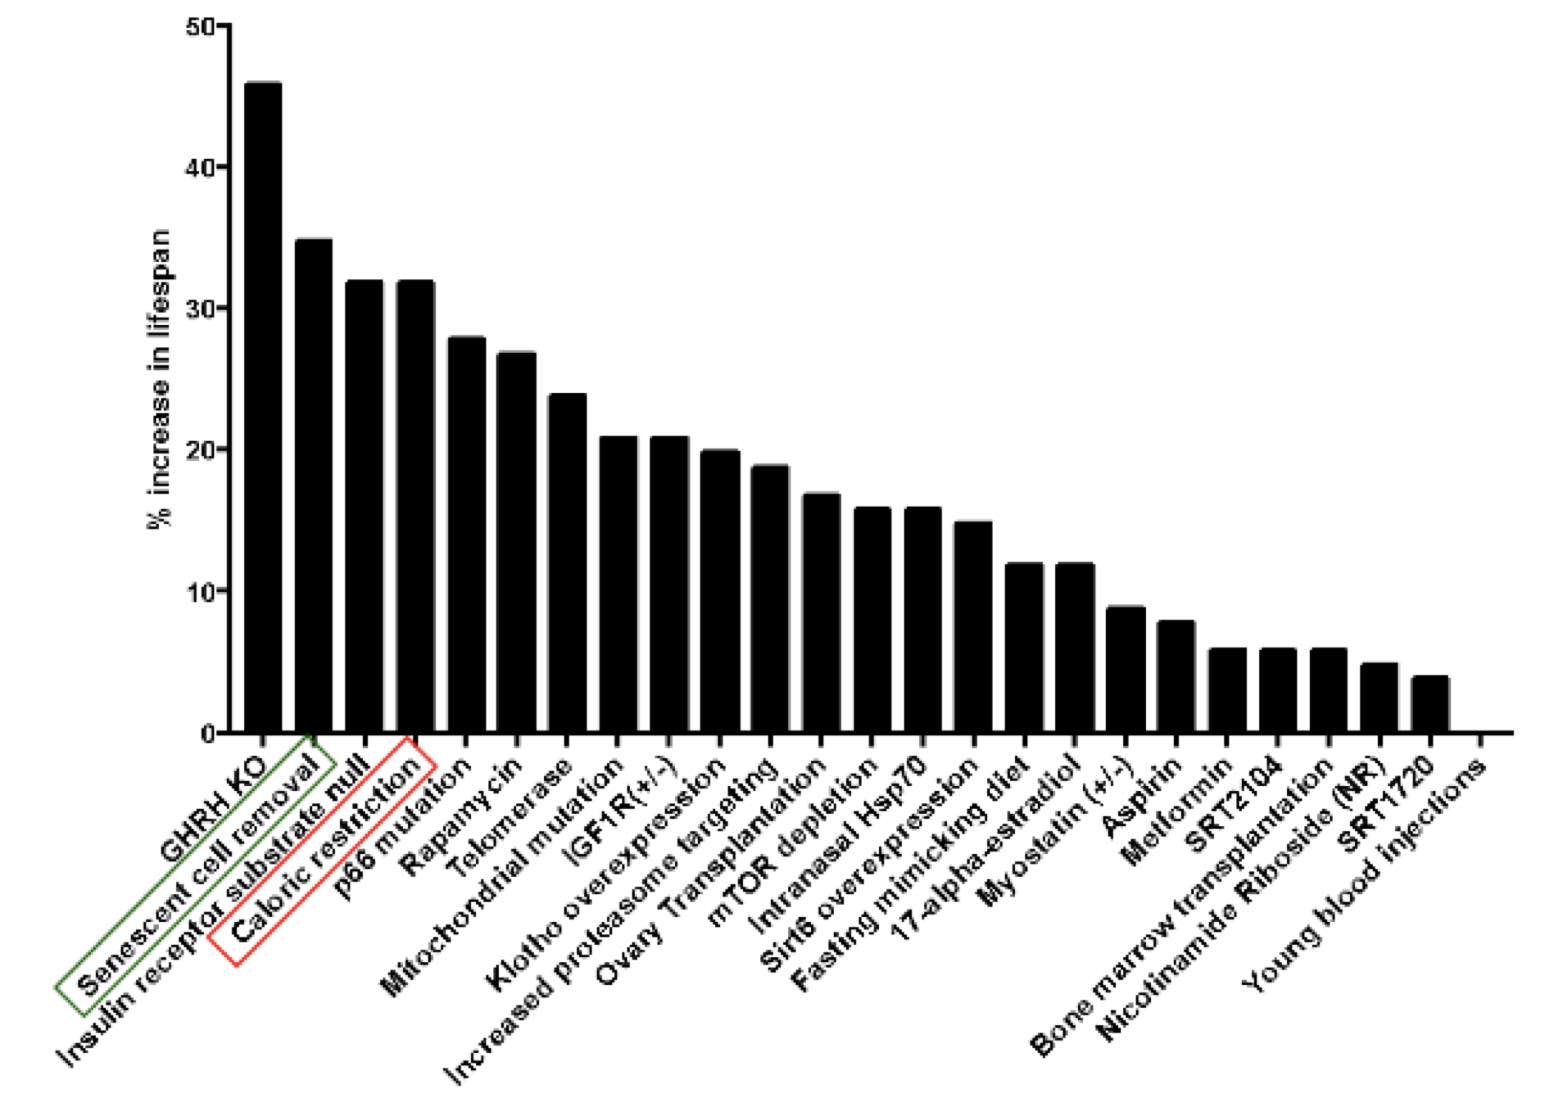 50
40
30
20
10
0
% increase in lifespan
GHRH KO
Senescent cell removal
Insulin receptor substrate null
Caloric restriction
p66 mutation
Rapamycin
Telomerase
Mitochondrial mutation
IGF1R(+/-)
Klotho overexpression
Increased proteasome targeting
Ovary Transplantation
mTOR depletion
Intranasal Hsp70
Sirt6 overexpression
Fasting mimicking diet
17-alpha-estradiol
Myostatin (+/-)
Aspirin
Metformin
SRT2104
Bone marrow transplantation
Nicotinamide Riboside (NR)
SRT1720
Young blood injections